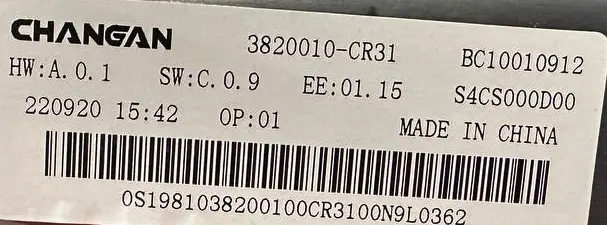 CHANGAN 3820010-CR31 BC10010912
HW:A.0.1 SW:C.0.9 EE:01.15 S4CS000D00
220920 15:42 OP:01 MADE IN CHINA
0S1981038200100CR3100N9L0362